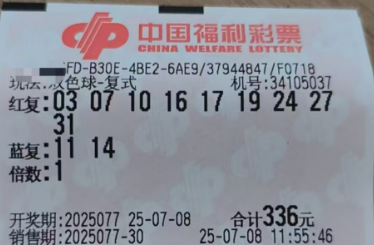 中国福利彩票
CHINA WELFARE LOTTERY
FD-B30E-4BE2-6AE9/37944847/F0718
玩法:双色球-复式 机号:34105037
红复:03 07 10 16 17 19 24 27
31
蓝复:11 14
倍数:1
开奖期:2025077 25-07-08 合计336元
销售期:2025077-30 25-07-08 11:55:46